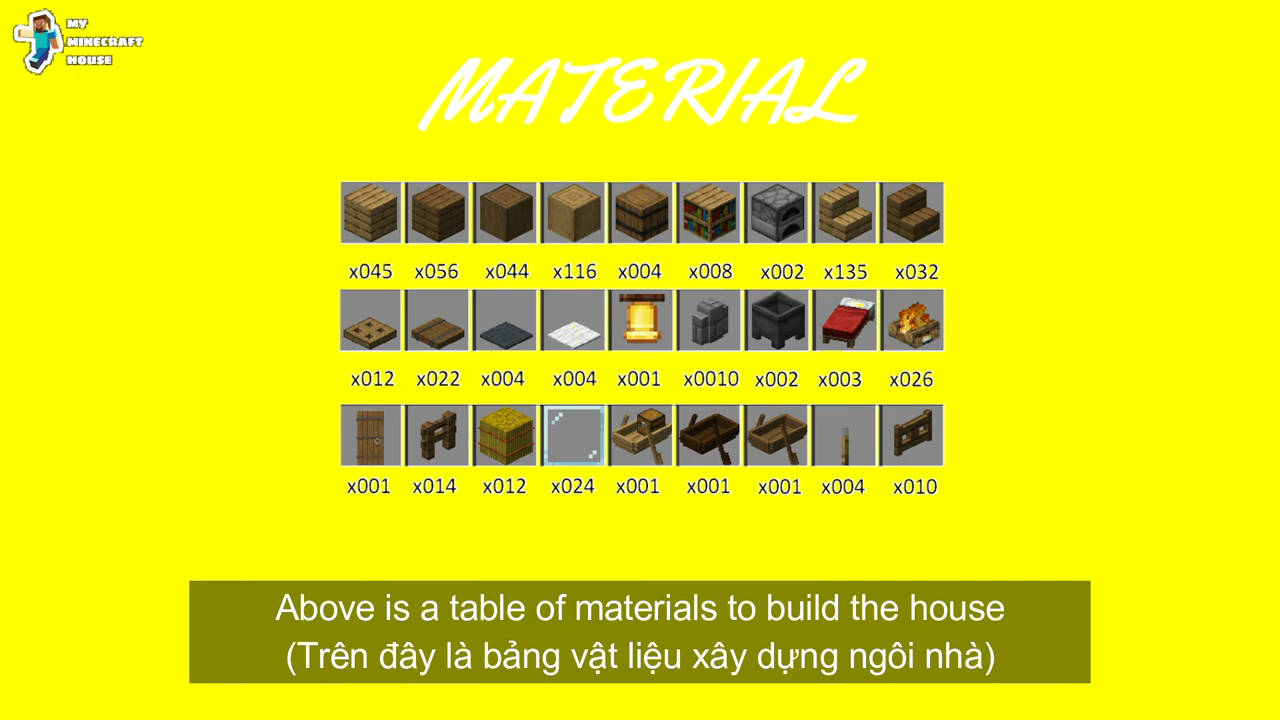 MY
MINECRAFT
HOUSE
MATERIAL
x045 x056 x044 x116 x004 x008 x002 x135 x032
x012 x022 x004 x004 x001 x0010 x002 x003 x026
x001 x014 x012 x024 x001 x001 x001 x004 x010
Above is a table of materials to build the house
(Trên đây là bảng vật liệu xây dựng ngôi nhà)